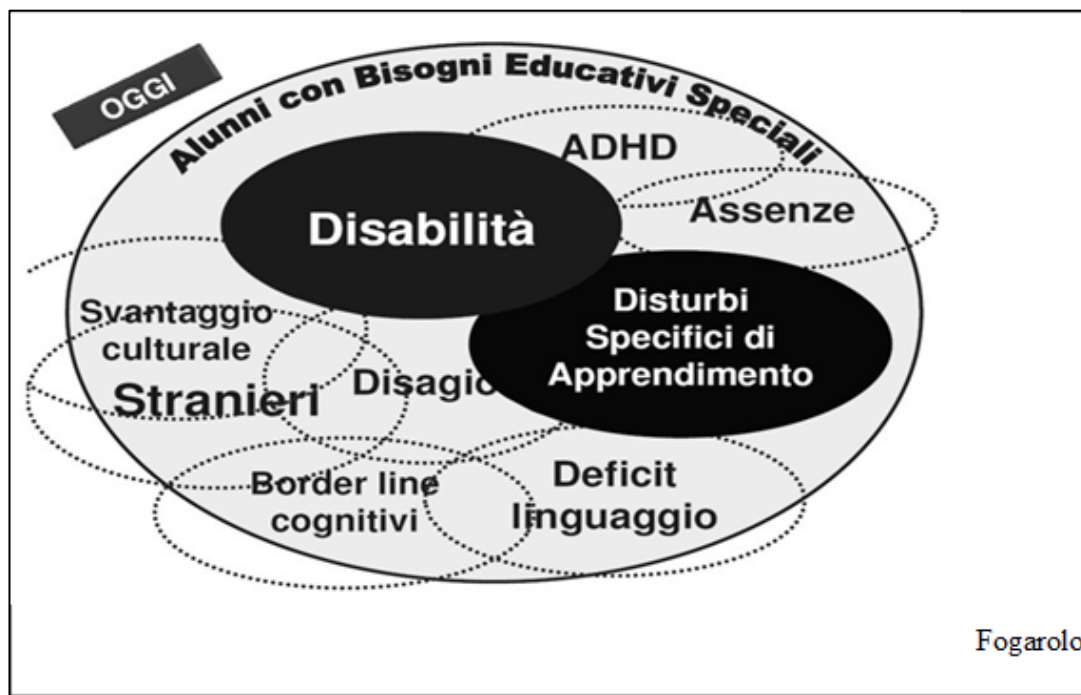 OGGI
Alunni con Bisogni Educativi Speciali
ADHD
Assenze
Disabilità
Disturbi
Specifici di
Apprendimento
Svantaggio
culturale
Stranieri
Disagio
Border line
cognitivi
Deficit
linguaggio
Fogarolo